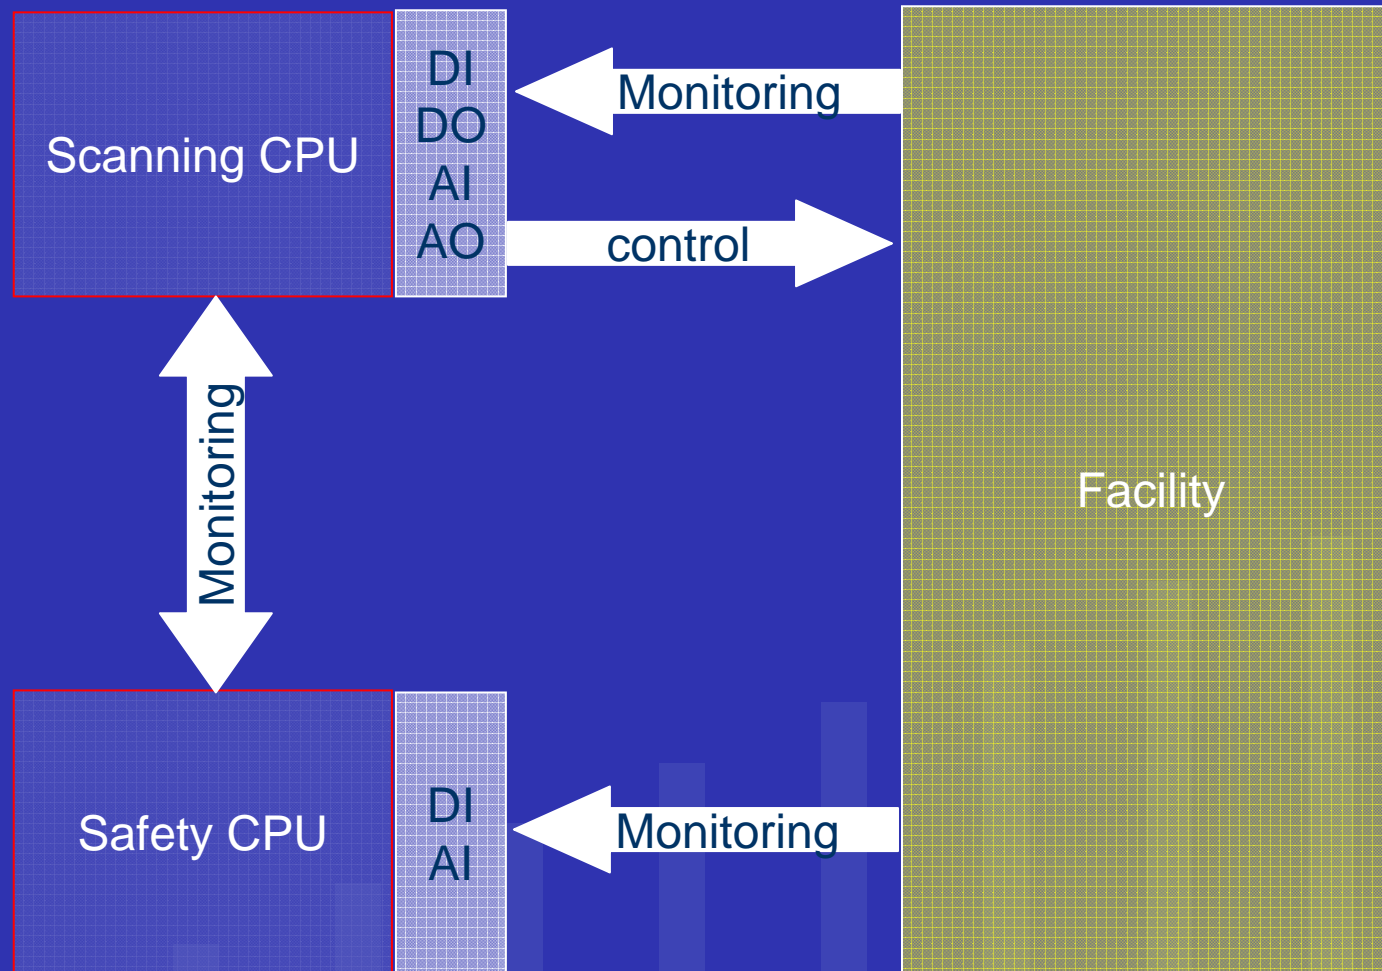 Scanning CPU
DI
DO
AI
AO
Monitoring
control
Monitoring
Facility
Safety CPU
DI
AI
Monitoring